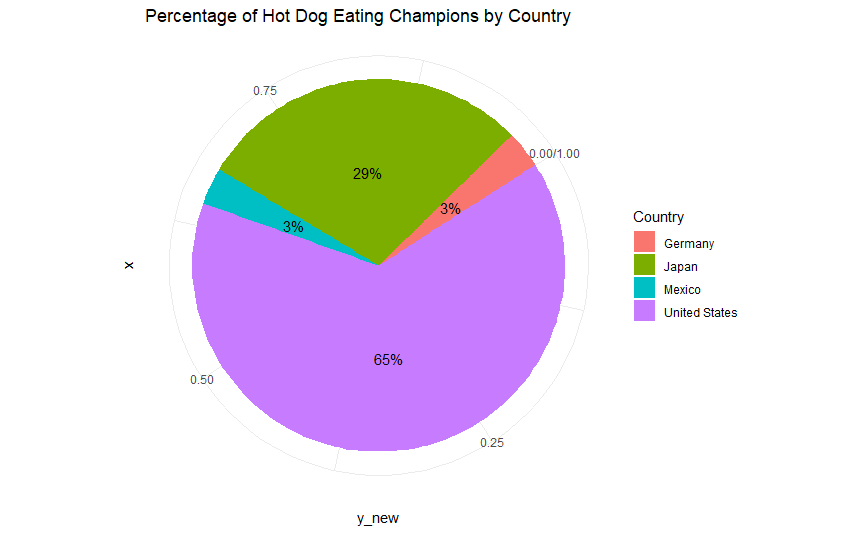 Percentage of Hot Dog Eating Champions by Country
0.75
0.00/1.00
29%
3%
3%
65%
0.50
0.25
x
y_new
Country
Germany
Japan
Mexico
United States